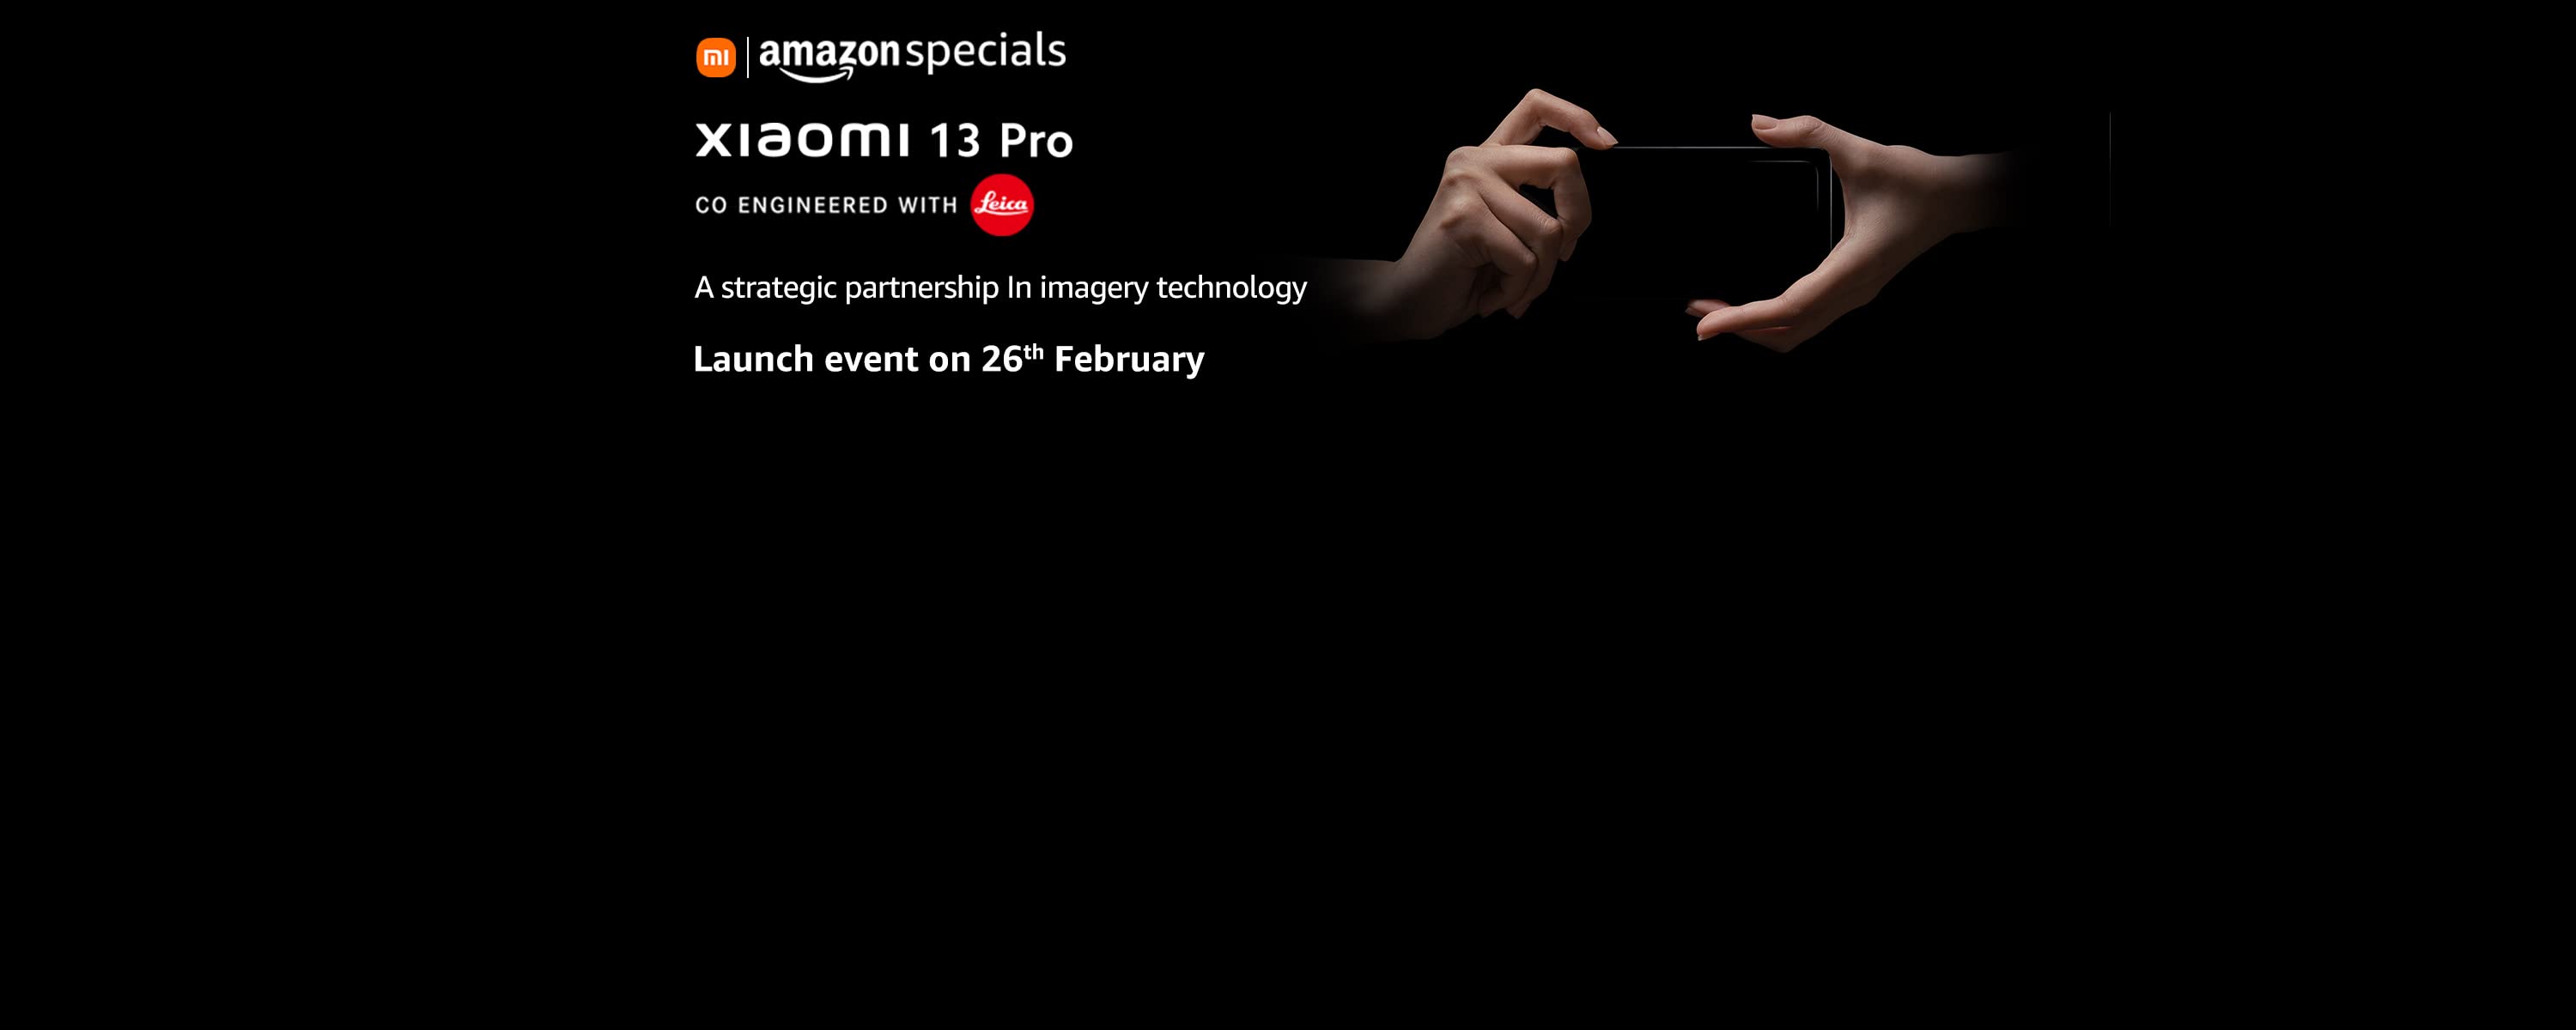 mi | amazonspecials
xiaomi 13 Pro
CO ENGINEERED WITH Leica
A strategic partnership In imagery technology
Launch event on 26th February